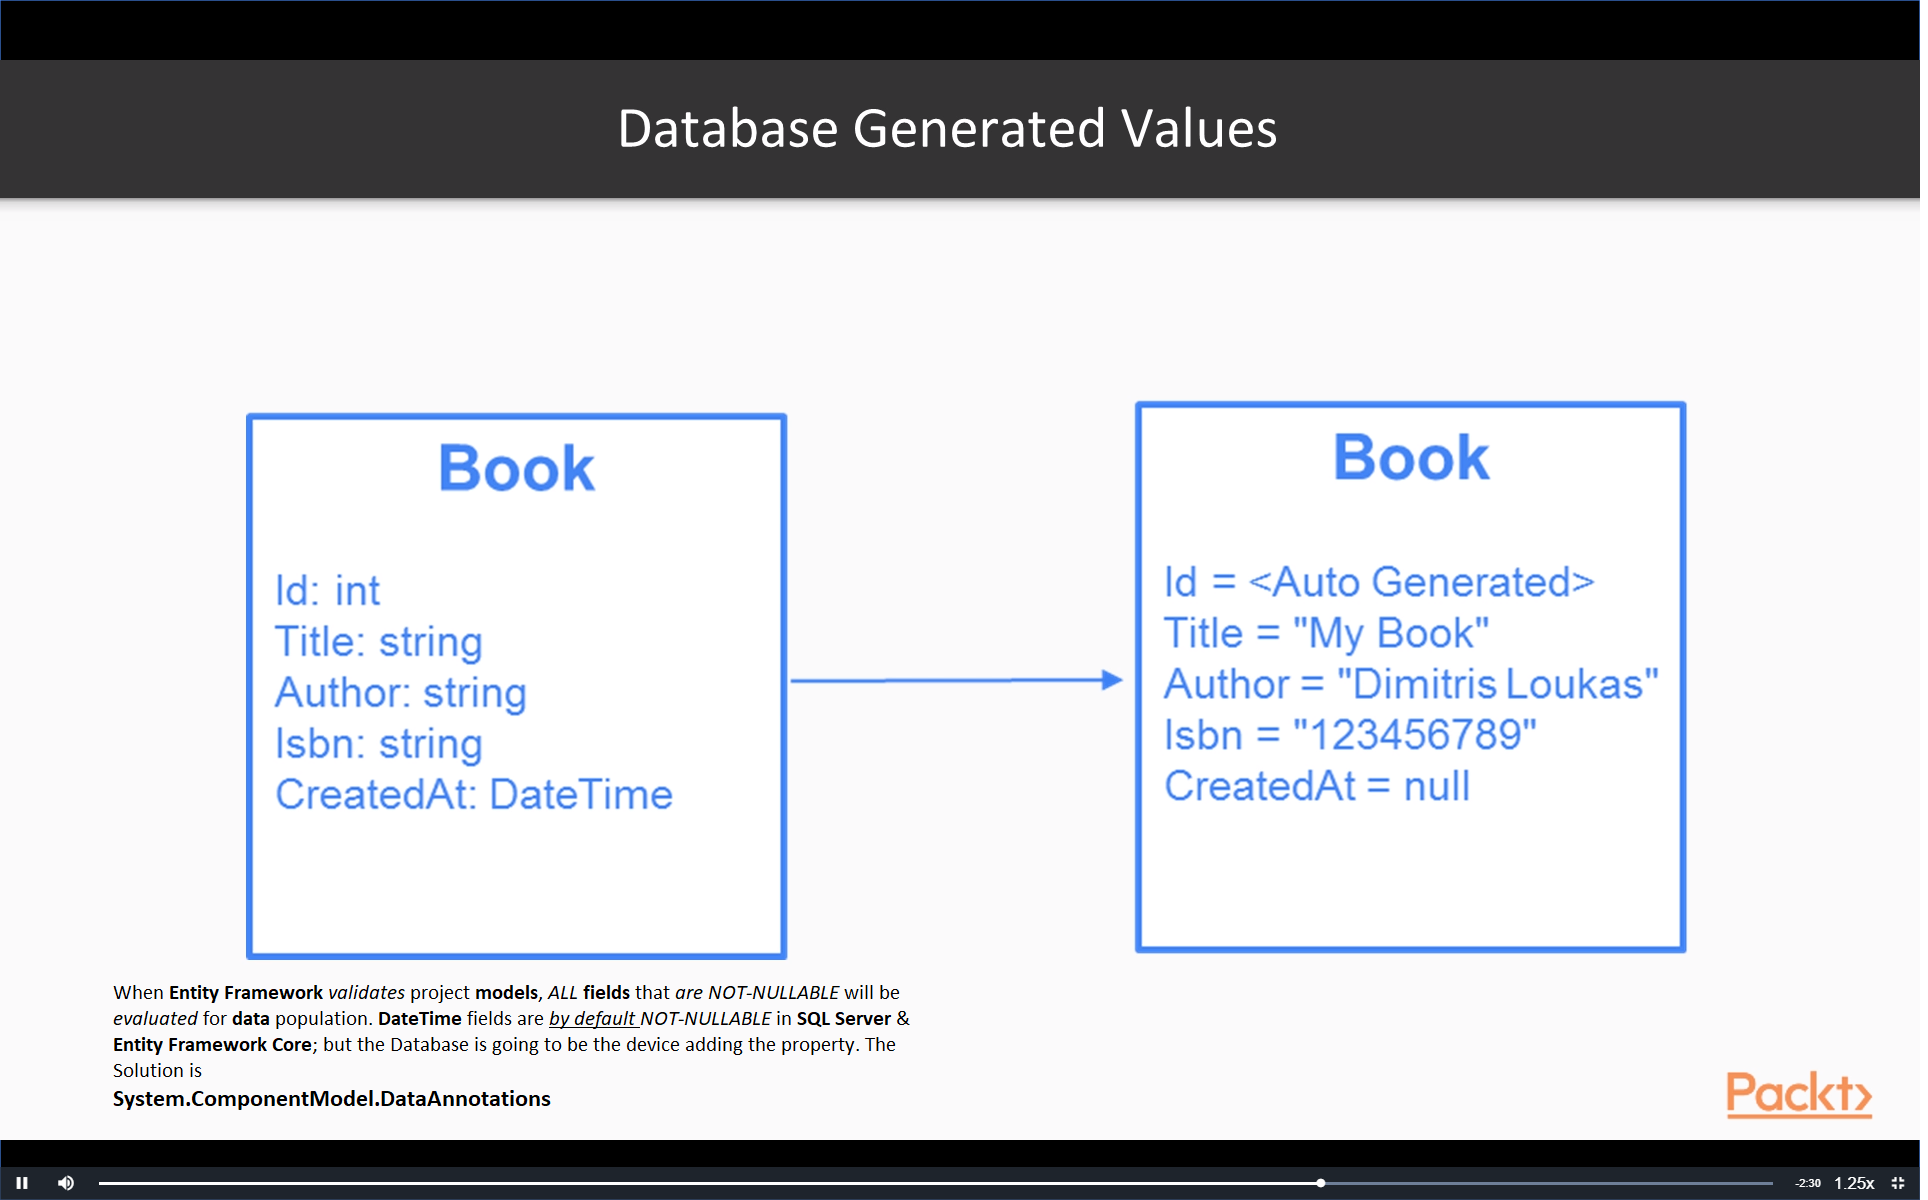 Database Generated Values
Book
Id: int
Title: string
Author: string
Isbn: string
CreatedAt: DateTime
Book
Id = <Auto Generated>
Title = "My Book"
Author = "Dimitris Loukas"
Isbn = "123456789"
CreatedAt = null
When Entity Framework validates project models, ALL fields that are NOT-NULLABLE will be
evaluated for data population. DateTime fields are by default NOT-NULLABLE in SQL Server &
Entity Framework Core; but the Database is going to be the device adding the property. The
Solution is
System.ComponentModel.DataAnnotations
Packt>
-2:30 1.25x